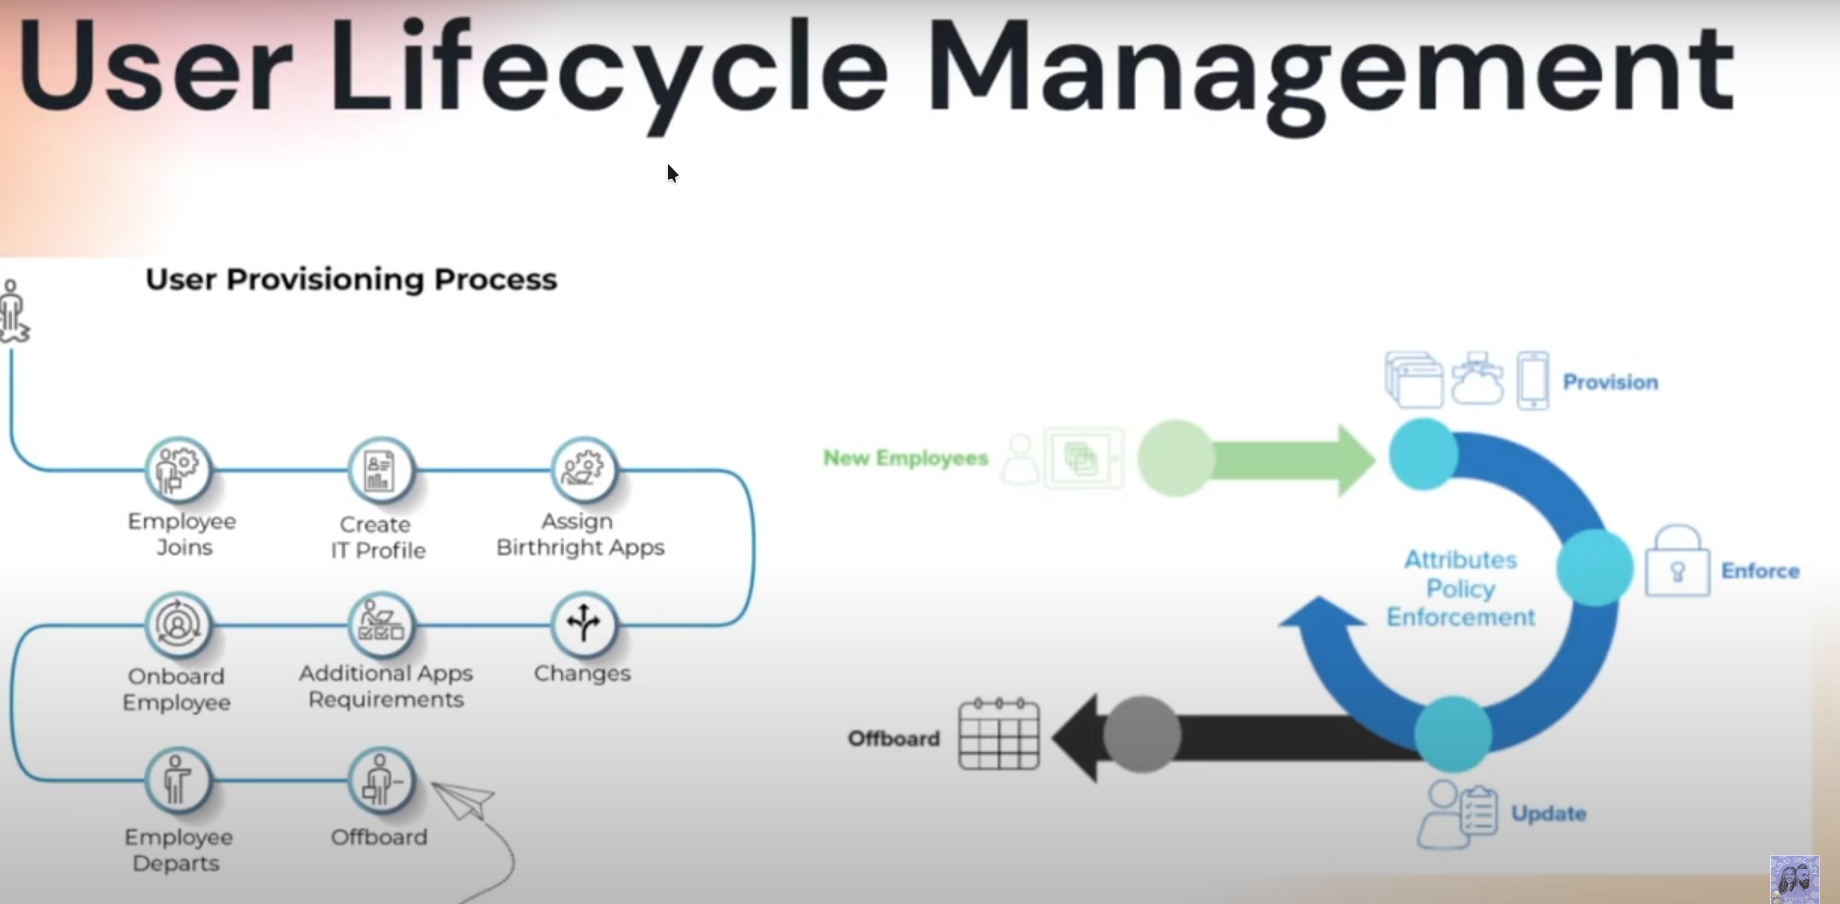 User Lifecycle Management
User Provisioning Process
Employee
Joins
Create
IT Profile
Assign
Birthright Apps
Onboard
Employee
Additional Apps
Requirements
Changes
Employee
Departs
Offboard
New Employees
Provision
Attributes
Policy
Enforcement
Enforce
Offboard
Update